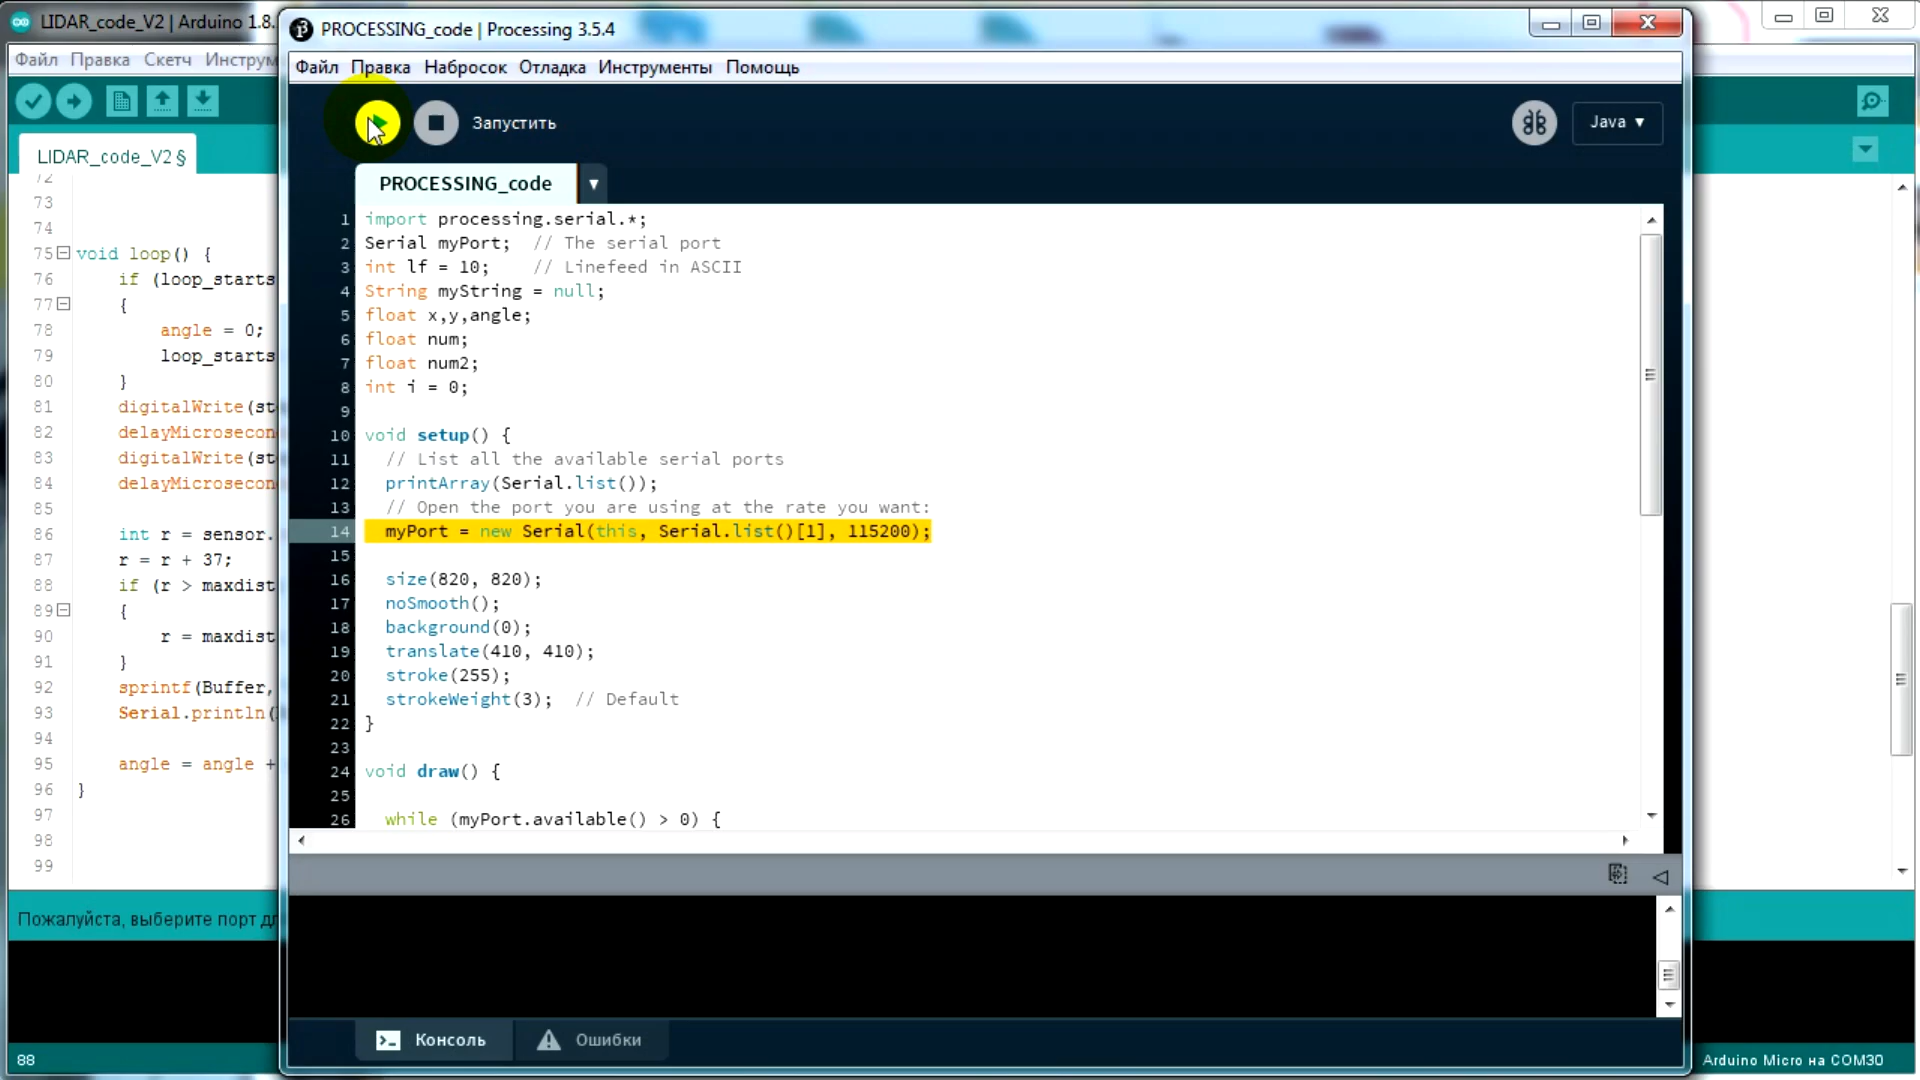 LIDAR_code_V2 | Arduino 1.8.
Файл Правка Скетч Инструм
LIDAR_code_V2 §
72
73
74
75 void loop() {
76 if (loop_starts
77 {
78 angle = 0;
79 loop_starts
80 }
81 digitalWrite(st
82 delayMicrosecon
83 digitalWrite(st
84 delayMicrosecon
85
86 int r = sensor.
87 r = r + 37;
88 if (r > maxdist
89 {
90 r = maxdist
91 }
92 sprintf(Buffer,
93 Serial.println(
94
95 angle = angle +
96 }
97
98
99
Пожалуйста, выберите порт дл
88
Arduino Micro на COM30
PROCESSING_code | Processing 3.5.4
Файл Правка Набросок Отладка Инструменты Помощь
Запустить
Java ▾
PROCESSING_code
1 import processing.serial.*;
2 Serial myPort; // The serial port
3 int lf = 10; // Linefeed in ASCII
4 String myString = null;
5 float x,y,angle;
6 float num;
7 float num2;
8 int i = 0;
9
10 void setup() {
11 // List all the available serial ports
12 printArray(Serial.list());
13 // Open the port you are using at the rate you want:
14 myPort = new Serial(this, Serial.list()[1], 115200);
15
16 size(820, 820);
17 noSmooth();
18 background(0);
19 translate(410, 410);
20 stroke(255);
21 strokeWeight(3); // Default
22 }
23
24 void draw() {
25
26 while (myPort.available() > 0) {
Консоль
Ошибки